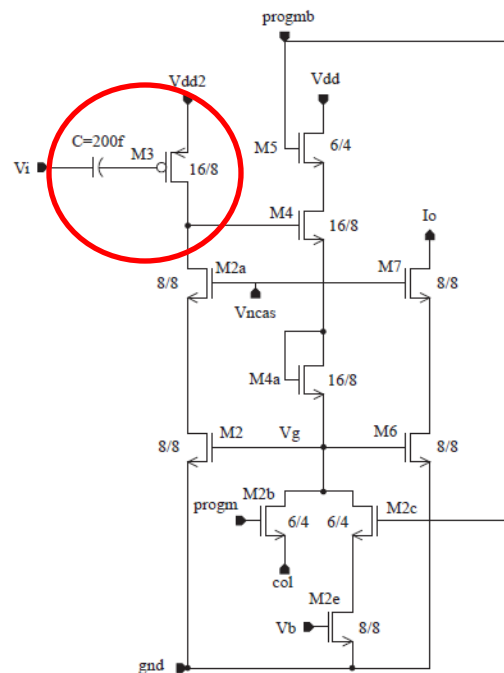 progmb
Vdd2
Vdd
C=200f
M3
Vi
16/8
M5
6/4
M4
16/8
Io
8/8
M2a
M7
8/8
Vncas
M4a
16/8
M2
Vg
M6
8/8
8/8
M2b
M2c
progm
6/4
6/4
col
M2e
Vb
8/8
gnd